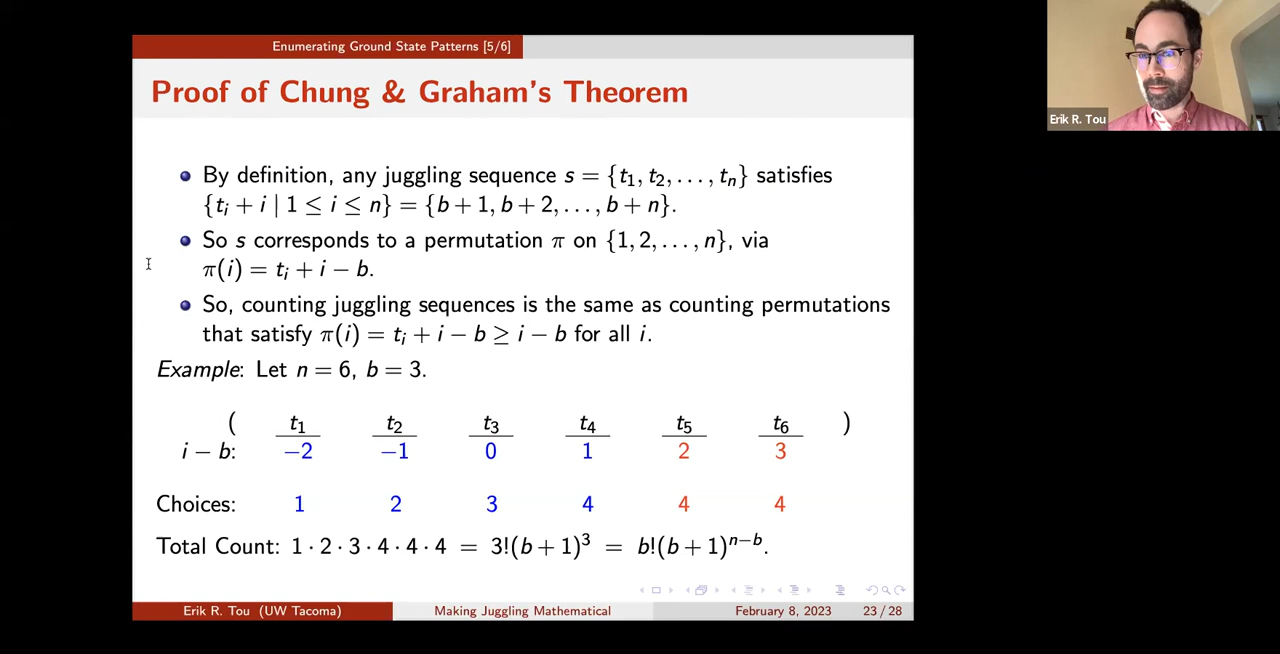 Enumerating Ground State Patterns [5/6]
Proof of Chung & Graham's Theorem
By definition, any juggling sequence s = {t₁, t₂, . . . , tₙ} satisfies
{tᵢ + i | 1 ≤ i ≤ n} = {b + 1, b + 2, . . . , b + n}.
So s corresponds to a permutation π on {1, 2, . . . , n}, via
π(i) = tᵢ + i − b.
So, counting juggling sequences is the same as counting permutations
that satisfy π(i) = tᵢ + i − b ≥ i − b for all i.
Example: Let n = 6, b = 3.
( t₁ t₂ t₃ t₄ t₅ t₆ )
i − b: −2 −1 0 1 2 3
Choices: 1 2 3 4 4 4
Total Count: 1 · 2 · 3 · 4 · 4 · 4 = 3!(b + 1)³ = b!(b + 1)ⁿ⁻ᵇ.
Erik R. Tou (UW Tacoma) Making Juggling Mathematical February 8, 2023 23 / 28
Erik R. Tou